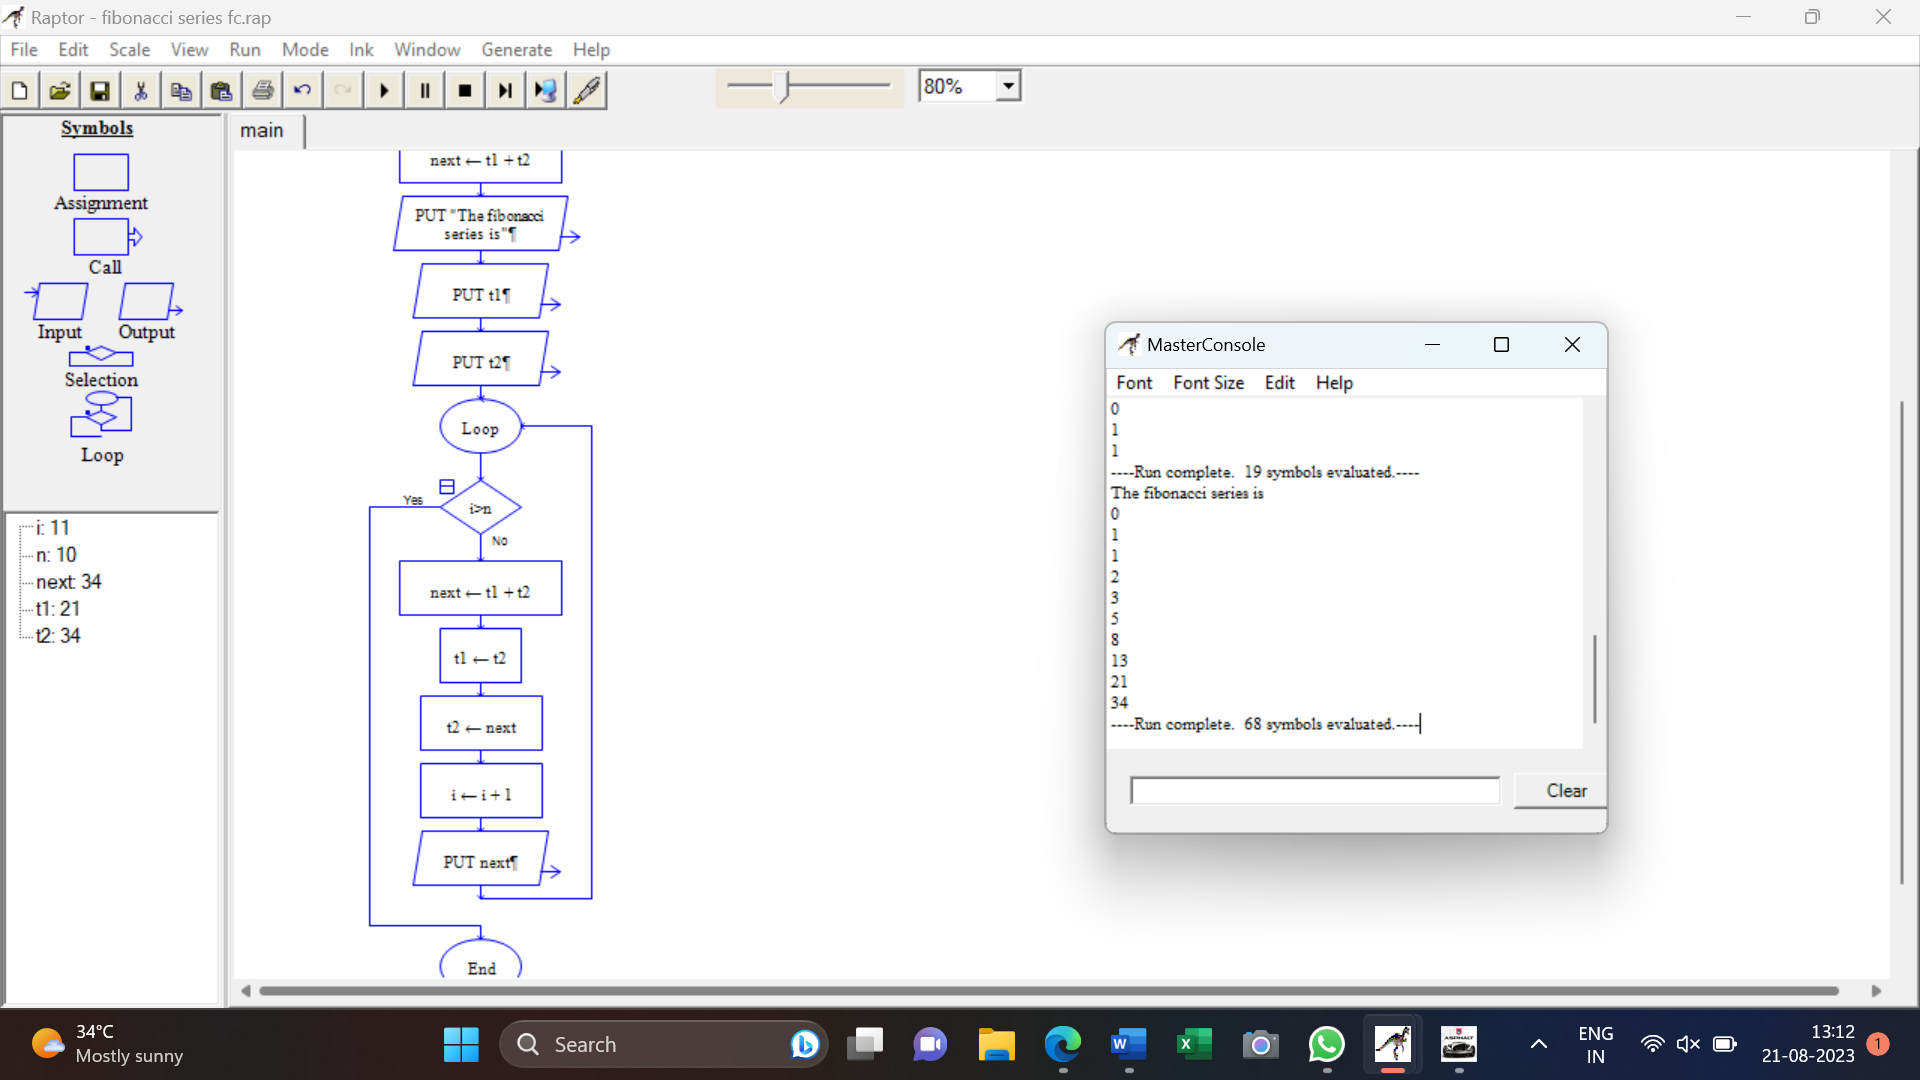 Raptor - fibonacci series fc.rap
File Edit Scale View Run Mode Ink Window Generate Help
80%
Symbols
Assignment
Call
Input Output
Selection
Loop
i: 11
n: 10
next: 34
t1: 21
t2: 34
main
next ← t1 + t2
PUT "The fibonacci
series is"¶
PUT t1¶
PUT t2¶
Loop
Yes
i>n
No
next ← t1 + t2
t1 ← t2
t2 ← next
i ← i + 1
PUT next¶
End
MasterConsole
Font Font Size Edit Help
0
1
1
----Run complete. 19 symbols evaluated.----
The fibonacci series is
0
1
1
2
3
5
8
13
21
34
----Run complete. 68 symbols evaluated.----
Clear
34°C
Mostly sunny
Search
W
X
ASPHALT
ENG
IN
13:12
21-08-2023
1